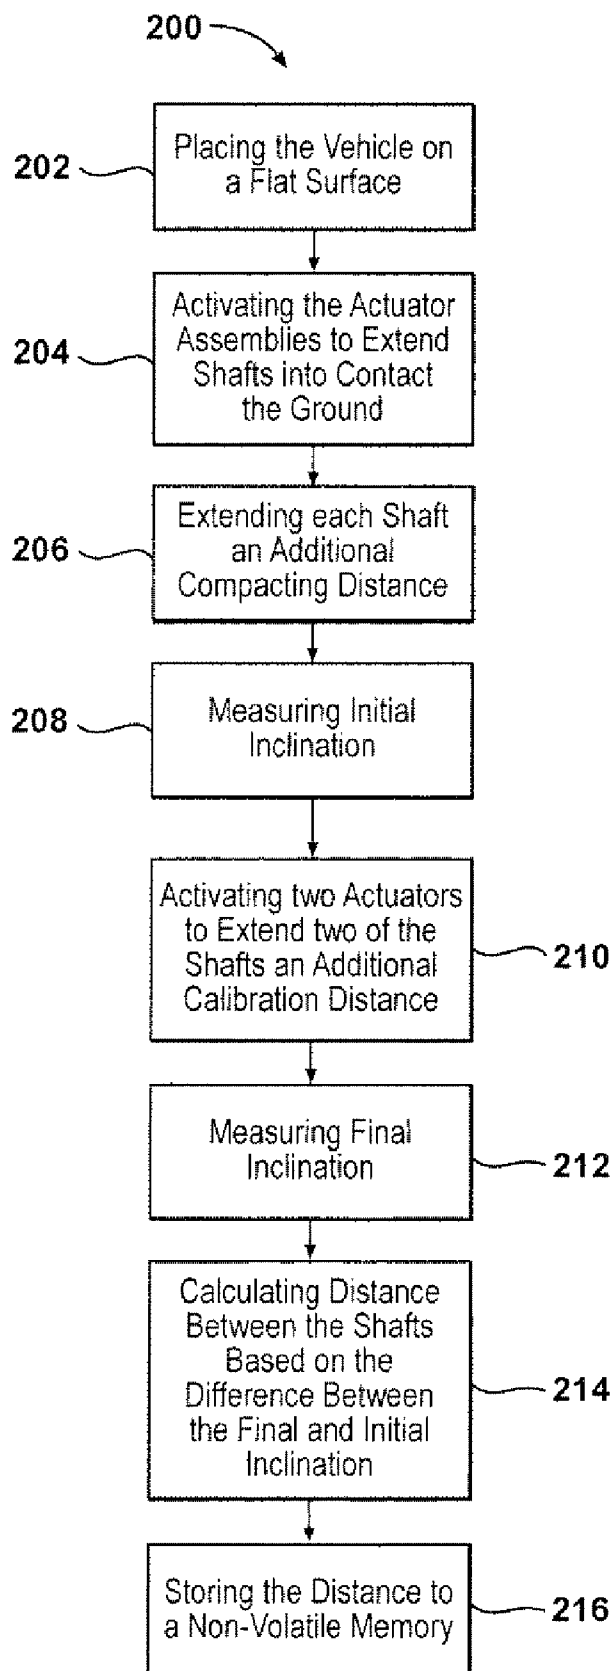 200
202
Placing the Vehicle on
a Flat Surface
204
Activating the Actuator
Assemblies to Extend
Shafts into Contact
the Ground
206
Extending each Shaft
an Additional
Compacting Distance
208
Measuring Initial
Inclination
Activating two Actuators
to Extend two of the
Shafts an Additional
Calibration Distance
210
Measuring Final
Inclination
212
Calculating Distance
Between the Shafts
Based on the
Difference Between
the Final and Initial
Inclination
214
Storing the Distance to
a Non-Volatile Memory
216